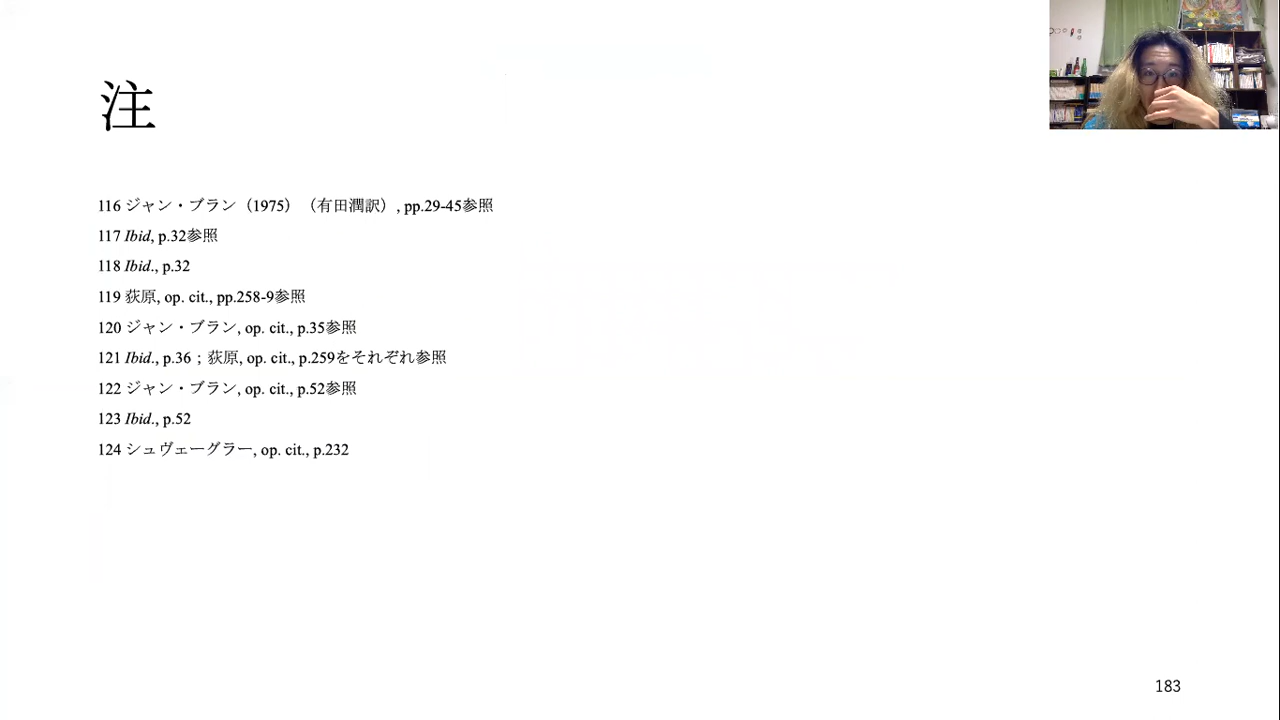 注
116 ジャン・ブラン（1975）（有田潤訳）, pp.29-45参照
117 Ibid, p.32参照
118 Ibid., p.32
119 荻原, op. cit., pp.258-9参照
120 ジャン・ブラン, op. cit., p.35参照
121 Ibid., p.36；荻原, op. cit., p.259をそれぞれ参照
122 ジャン・ブラン, op. cit., p.52参照
123 Ibid., p.52
124 シュヴェーグラー, op. cit., p.232
183